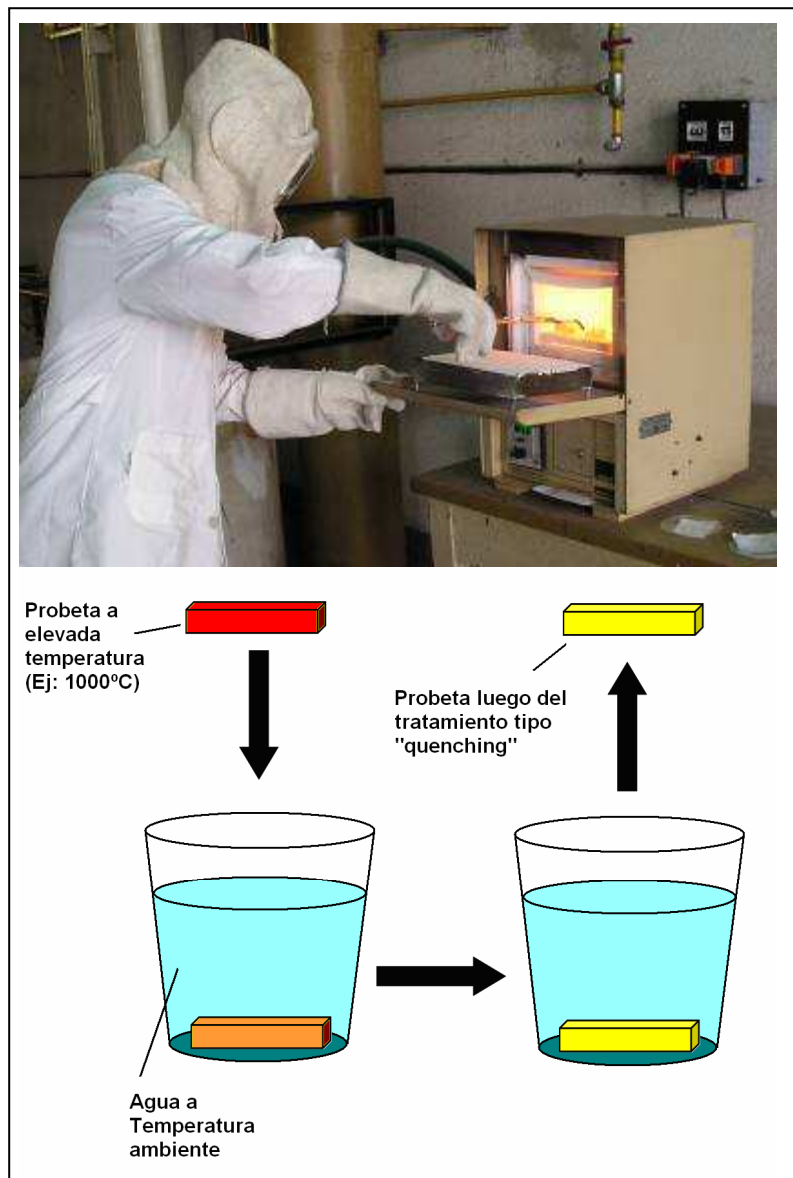 Probeta a
elevada
temperatura
(Ej: 1000ºC)
Probeta luego del
tratamiento tipo
"quenching"
Agua a
Temperatura
ambiente